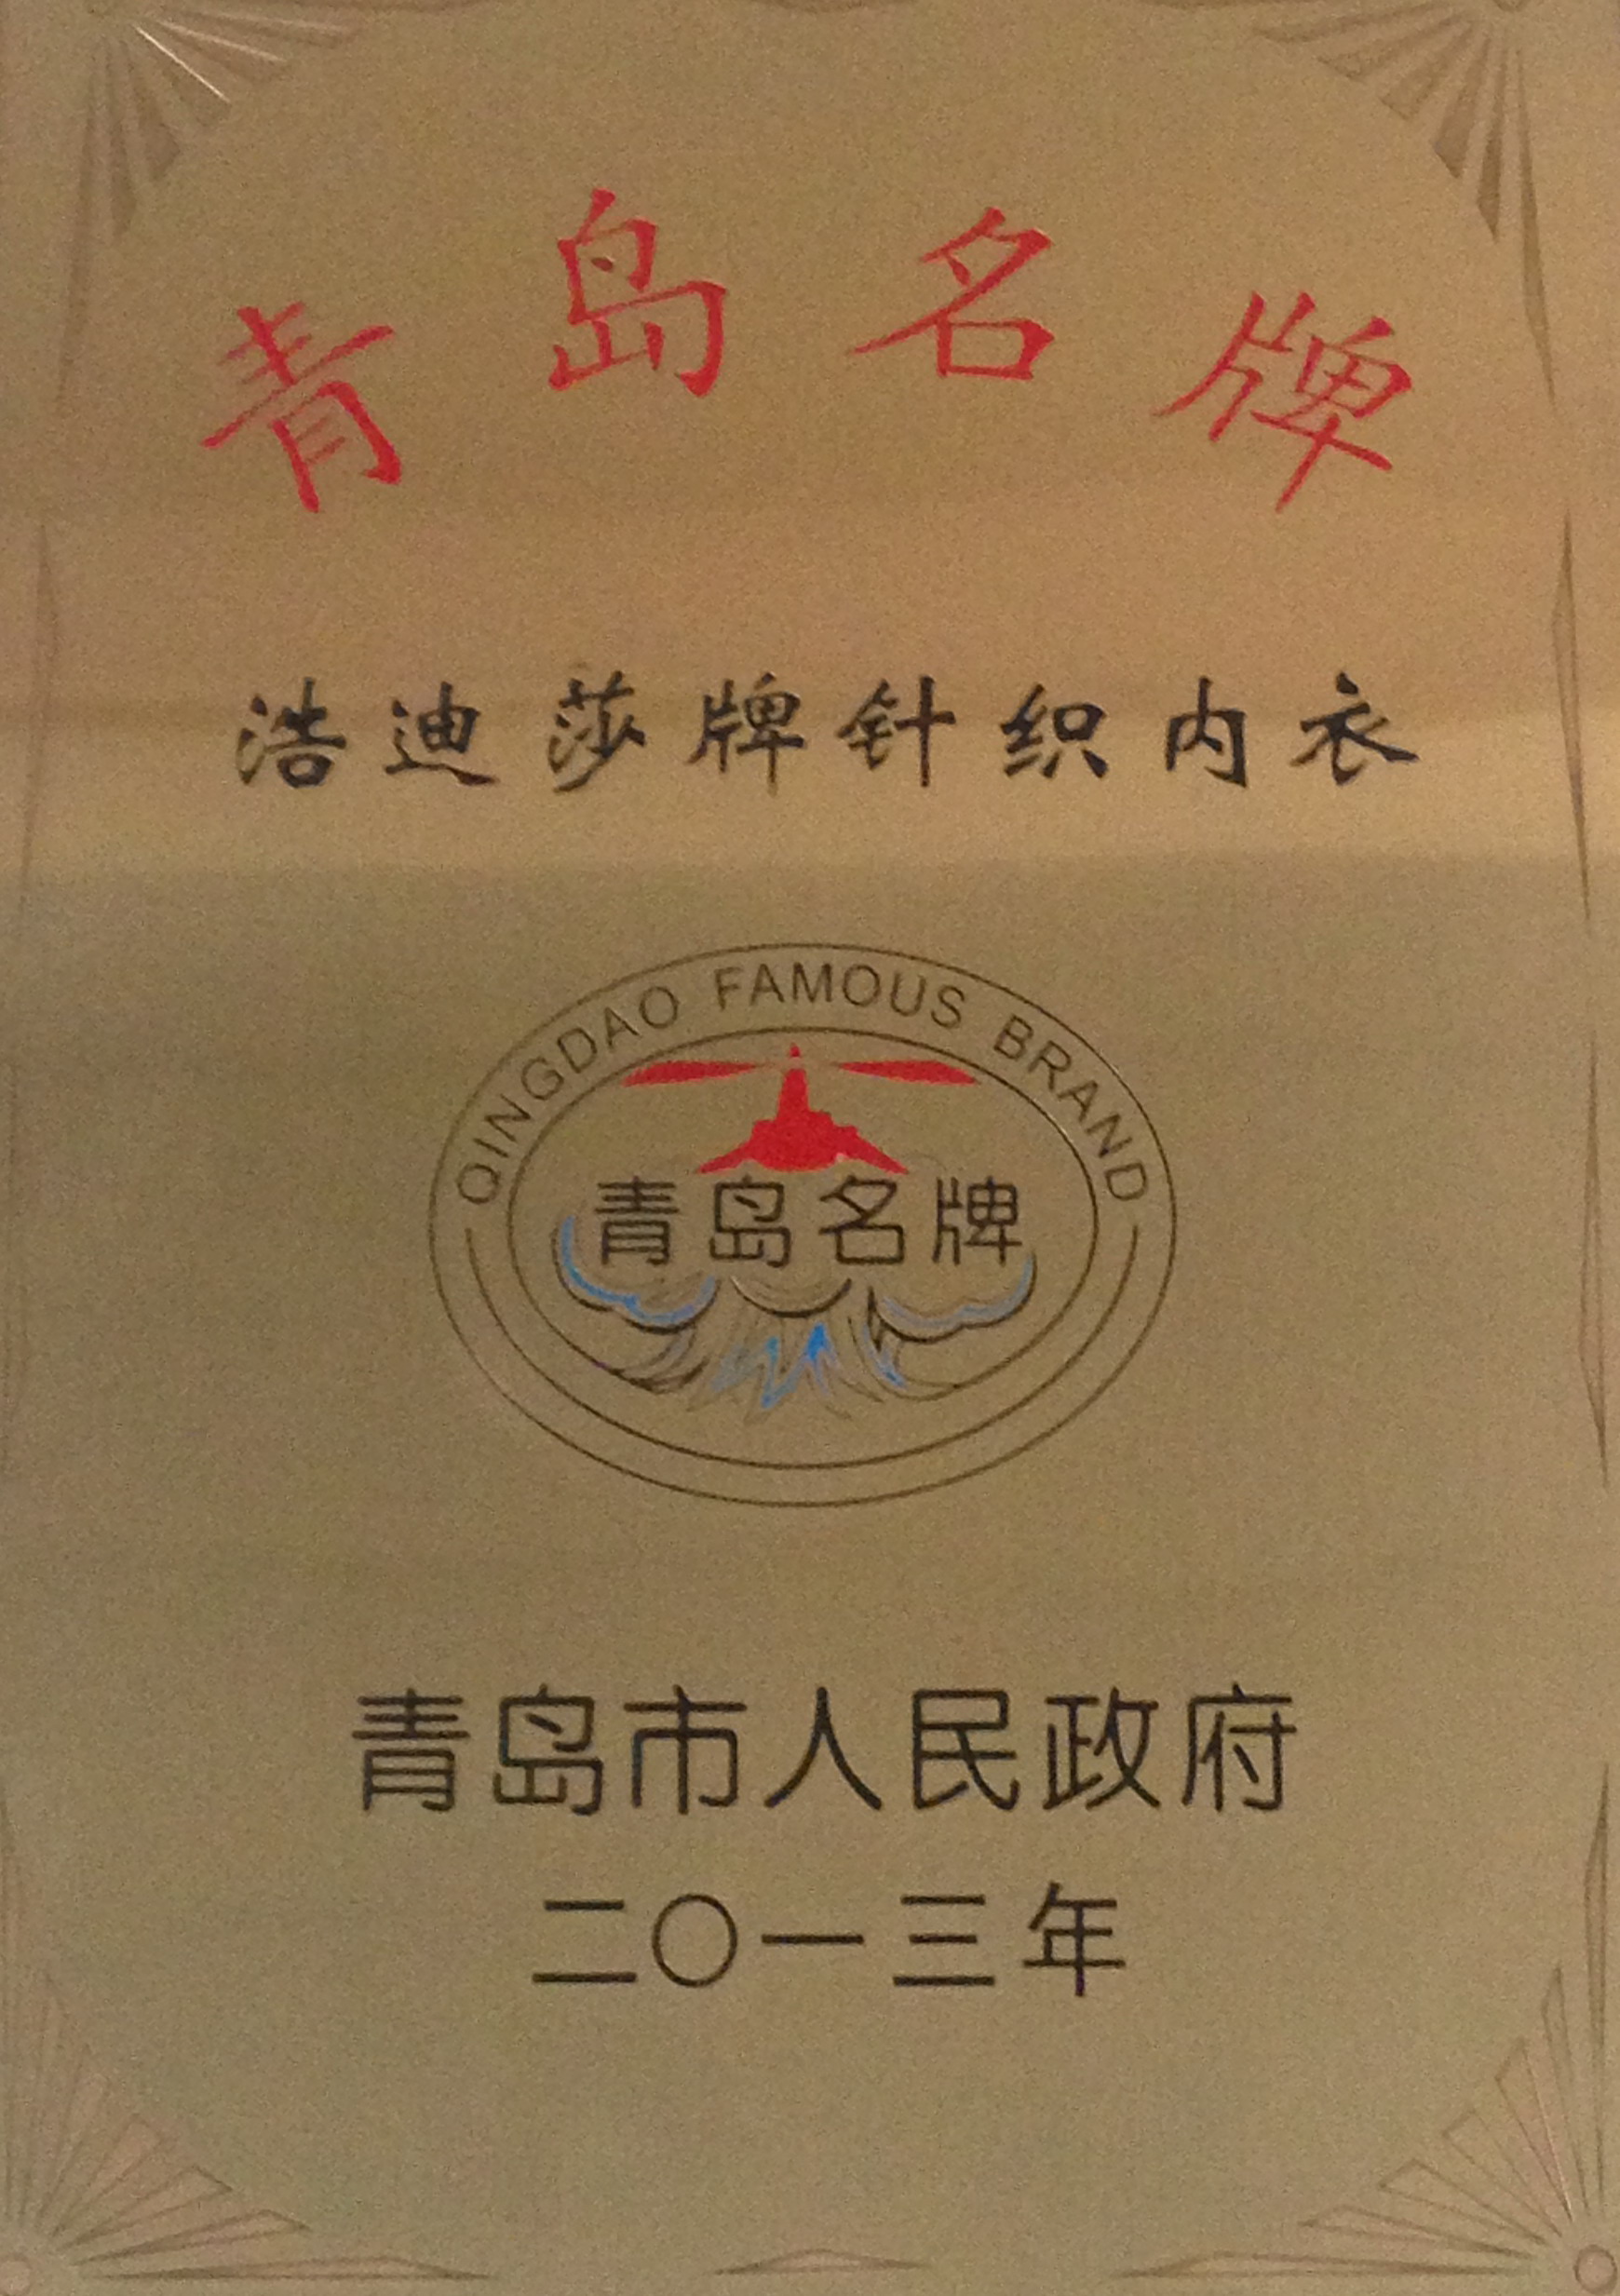 青岛名牌
浩迪莎牌针织内衣
QINGDAO FAMOUS BRAND
青岛名牌
青岛市人民政府
二〇一三年